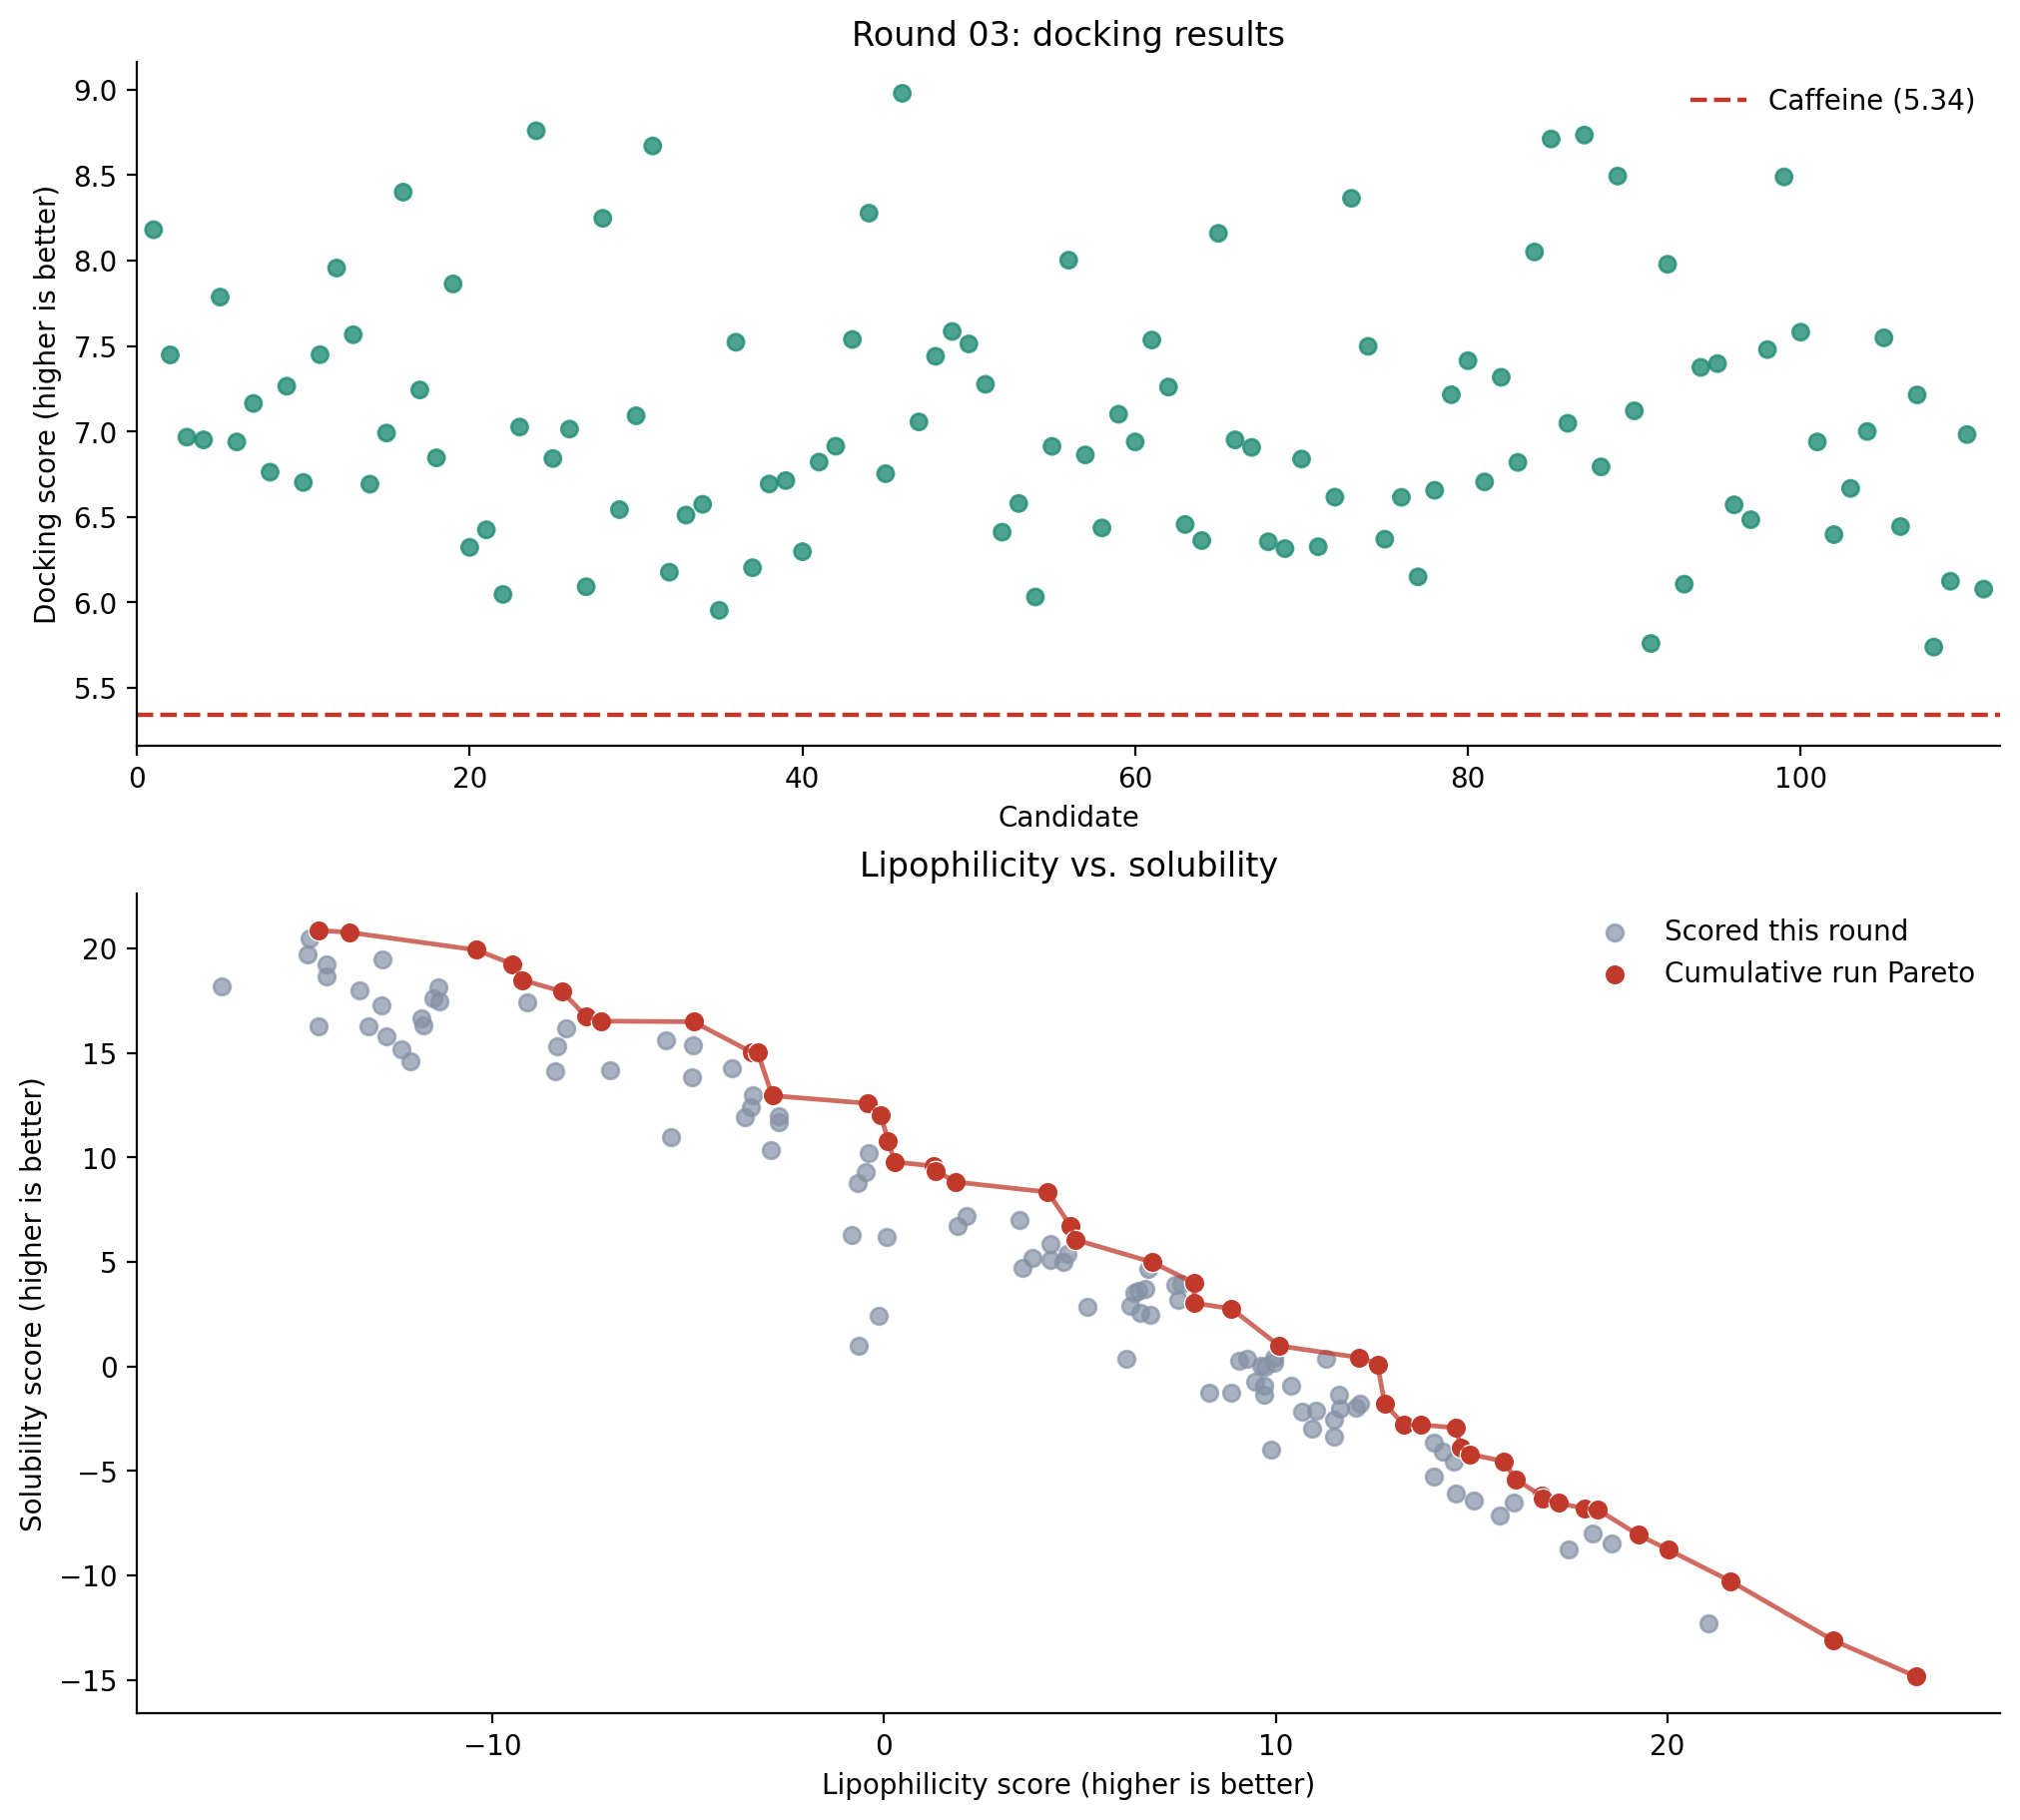 Round 03: docking results
9.0
8.5
8.0
7.5
7.0
6.5
6.0
5.5
Docking score (higher is better)
Caffeine (5.34)
0 20 40 60 80 100
Candidate
Lipophilicity vs. solubility
20
15
10
5
0
−5
−10
−15
Solubility score (higher is better)
Scored this round
Cumulative run Pareto
−10 0 10 20
Lipophilicity score (higher is better)